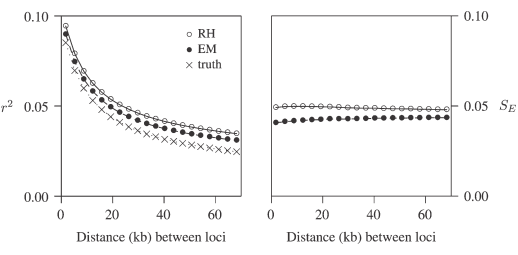 0.10
RH
EM
truth
r²
0.05
0.00
0 20 40 60
Distance (kb) between loci
0.10
0.05
S_E
0.00
0 20 40 60
Distance (kb) between loci